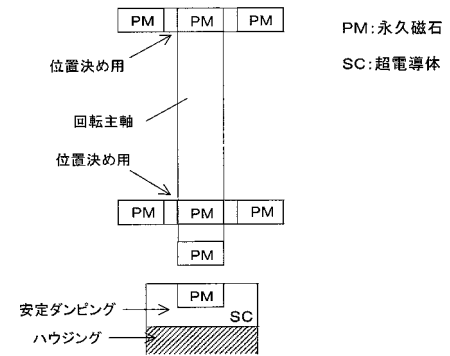 PM PM PM
PM:永久磁石
位置決め用
SC:超電導体
回転主軸
位置決め用
PM PM PM
PM
PM
安定ダンピング
SC
ハウジング